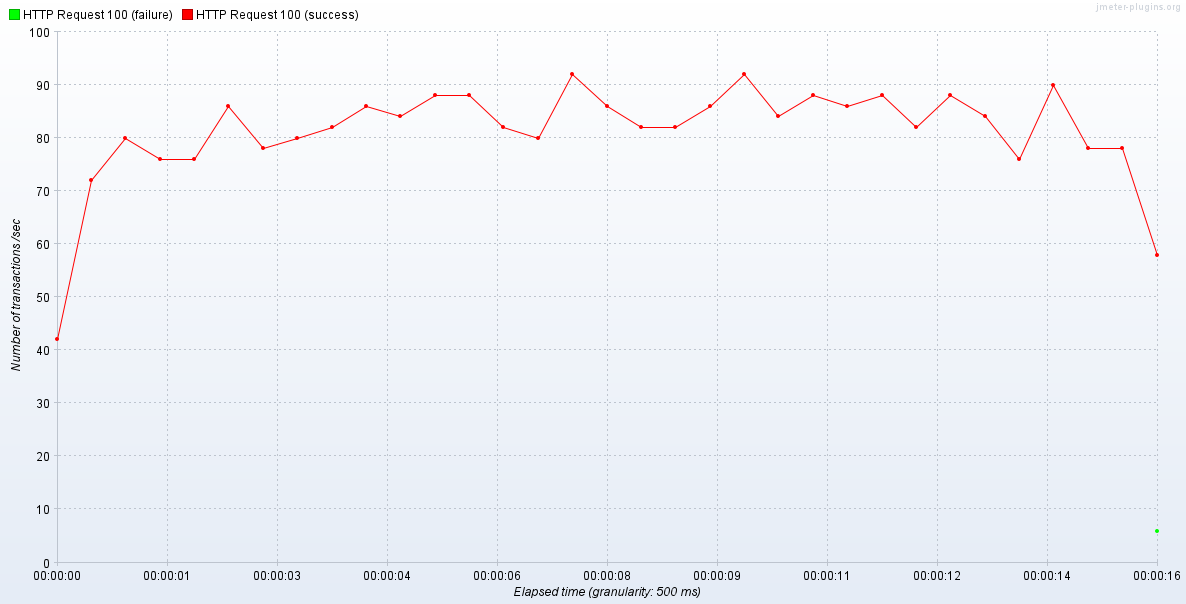 HTTP Request 100 (failure) HTTP Request 100 (success)
jmeter-plugins.org
100
90
80
70
60
50
40
30
20
10
0
Number of transactions /sec
00:00:00 00:00:01 00:00:03 00:00:04 00:00:06 00:00:08 00:00:09 00:00:11 00:00:12 00:00:14 00:00:16
Elapsed time (granularity: 500 ms)